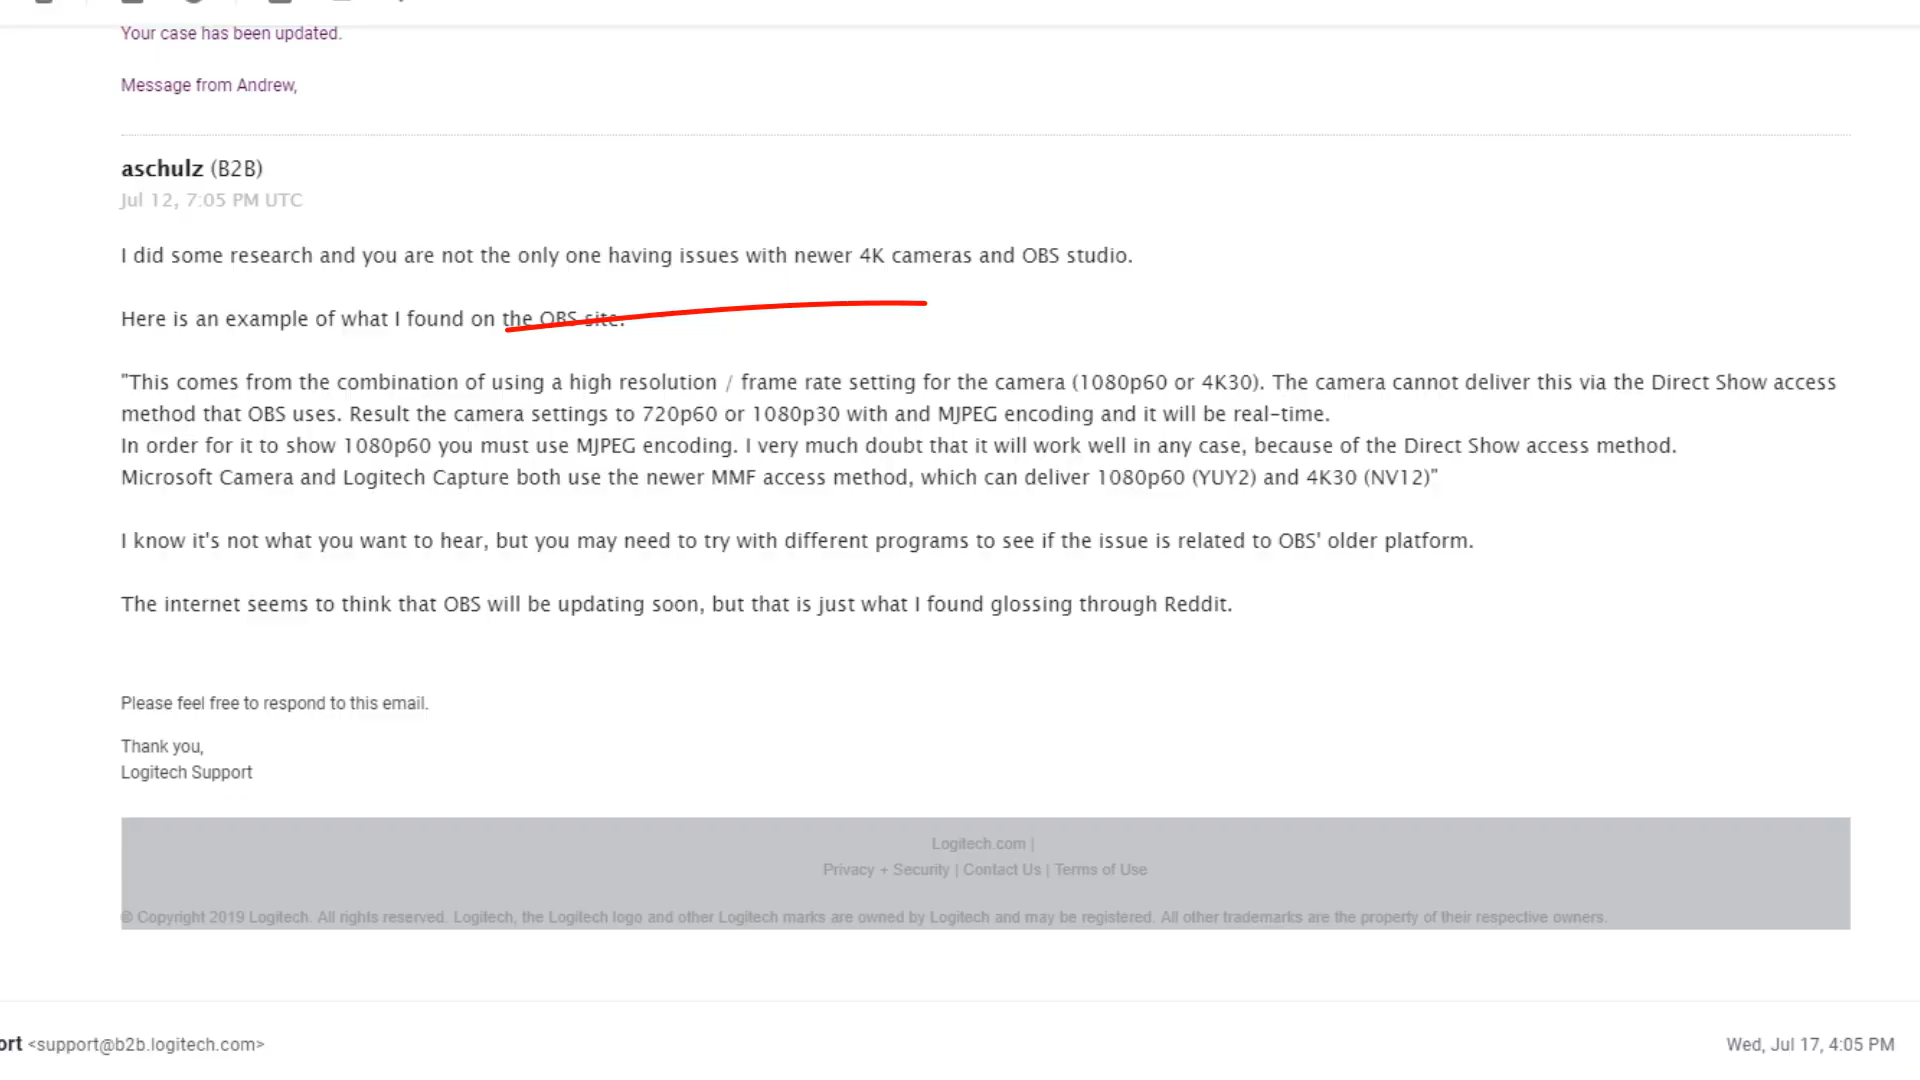 Your case has been updated.
Message from Andrew,
aschulz (B2B)
Jul 12, 7:05 PM UTC
I did some research and you are not the only one having issues with newer 4K cameras and OBS studio.
Here is an example of what I found on the OBS site.
"This comes from the combination of using a high resolution / frame rate setting for the camera (1080p60 or 4K30). The camera cannot deliver this via the Direct Show access
method that OBS uses. Result the camera settings to 720p60 or 1080p30 with and MJPEG encoding and it will be real-time.
In order for it to show 1080p60 you must use MJPEG encoding. I very much doubt that it will work well in any case, because of the Direct Show access method.
Microsoft Camera and Logitech Capture both use the newer MMF access method, which can deliver 1080p60 (YUY2) and 4K30 (NV12)"
I know it's not what you want to hear, but you may need to try with different programs to see if the issue is related to OBS' older platform.
The internet seems to think that OBS will be updating soon, but that is just what I found glossing through Reddit.
Please feel free to respond to this email.
Thank you,
Logitech Support
Logitech.com |
Privacy + Security | Contact Us | Terms of Use
© Copyright 2019 Logitech. All rights reserved. Logitech, the Logitech logo and other Logitech marks are owned by Logitech and may be registered. All other trademarks are the property of their respective owners.
ort <support@b2b.logitech.com>
Wed, Jul 17, 4:05 PM